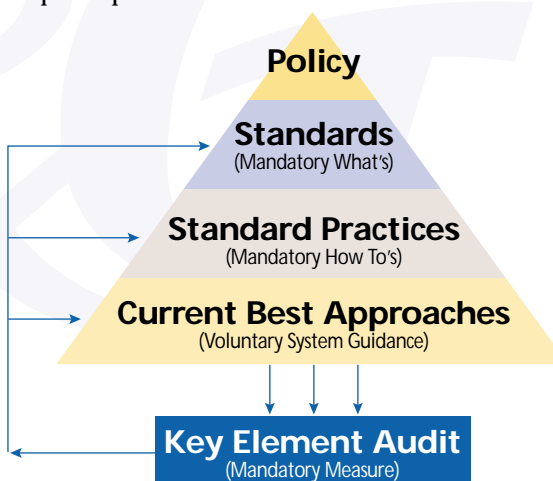 Policy
Standards
(Mandatory What's)
Standard Practices
(Mandatory How To's)
Current Best Approaches
(Voluntary System Guidance)
Key Element Audit
(Mandatory Measure)